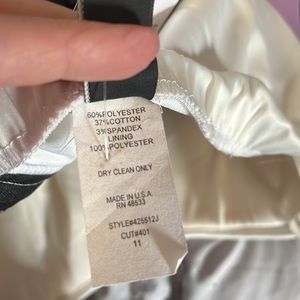 60%POLYESTER
37%COTTON
3%SPANDEX
LINING
100%POLYESTER
DRY CLEAN ONLY
MADE IN U.S.A.
RN 48533
STYLE#425512J
CUT#401
11